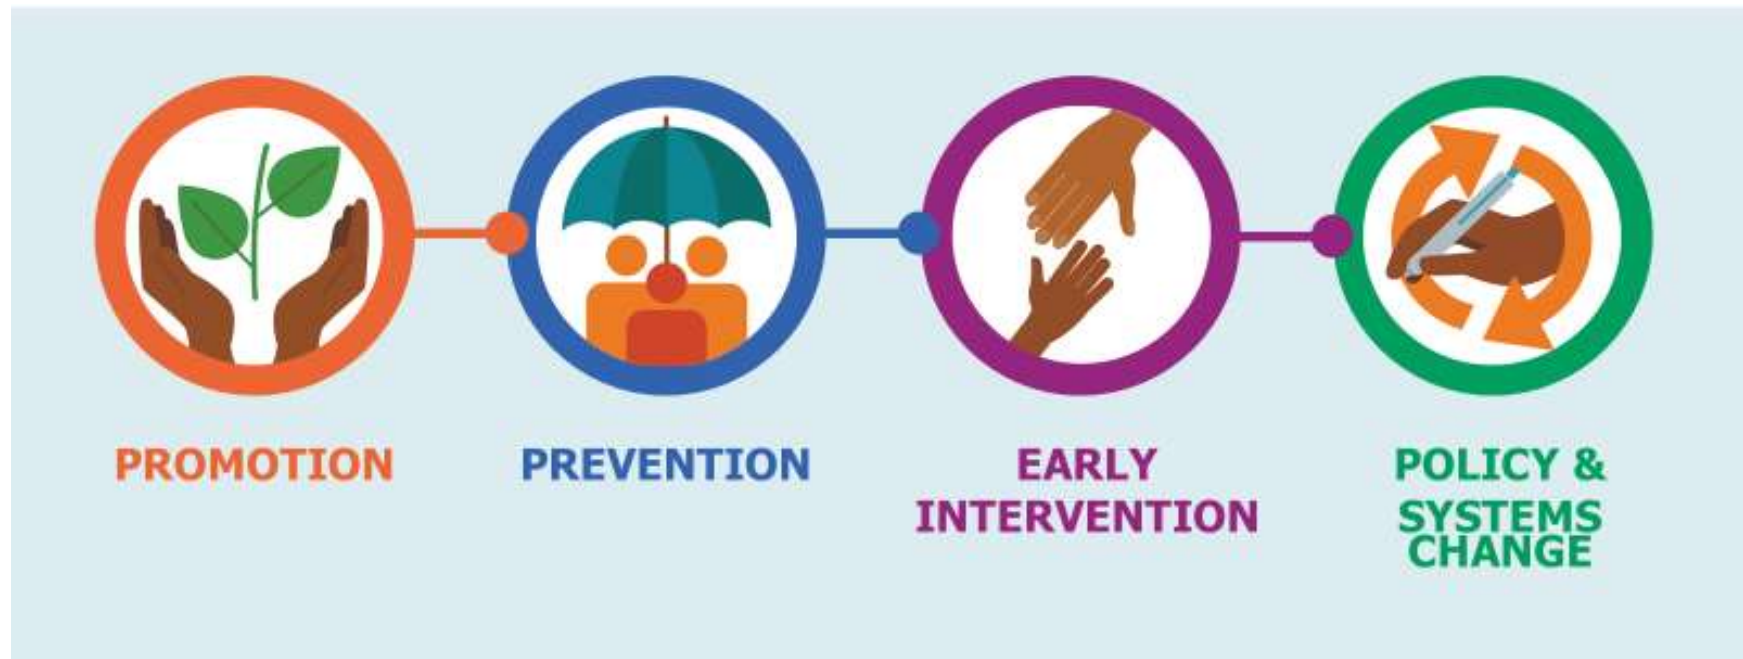 PROMOTION
PREVENTION
EARLY
INTERVENTION
POLICY &
SYSTEMS
CHANGE